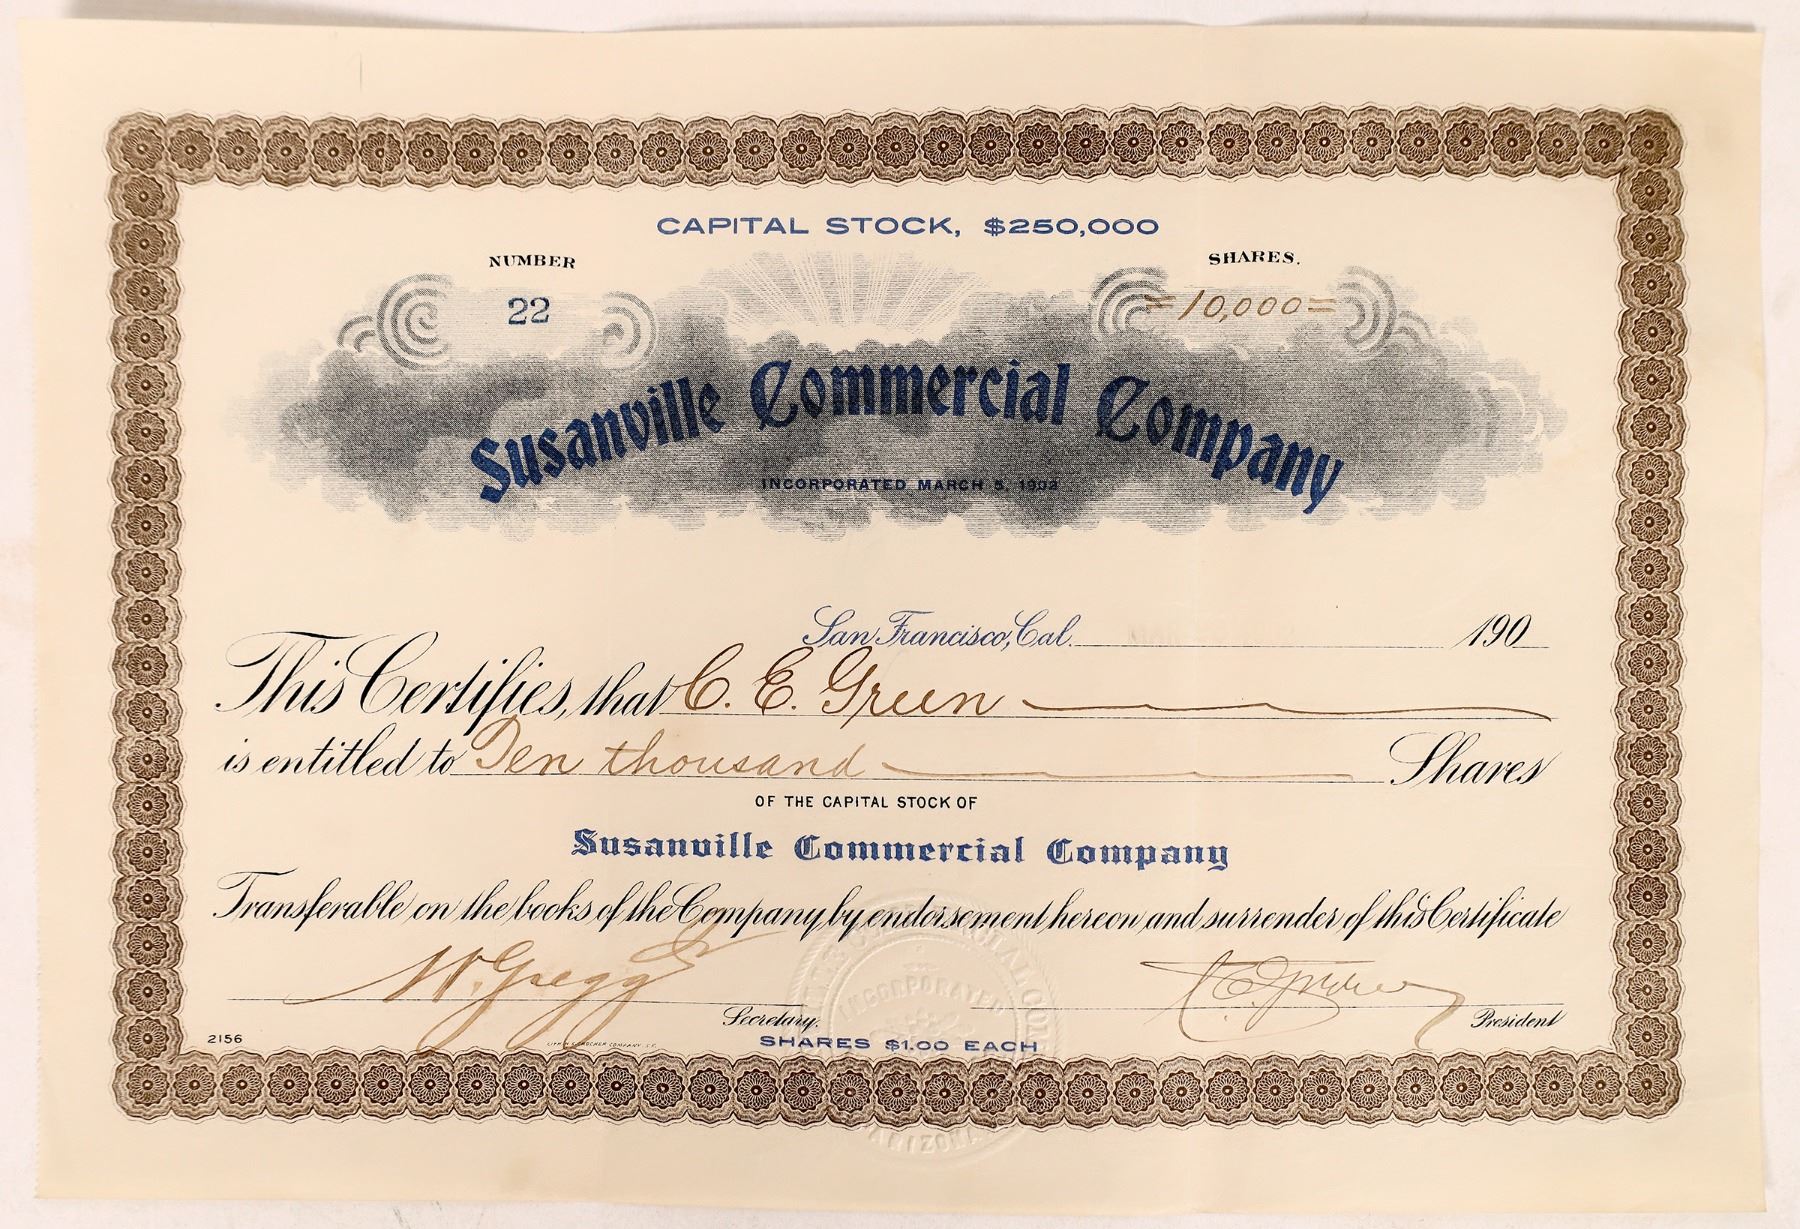 CAPITAL STOCK, $250,000
NUMBER
SHARES.
22
=10,000=
Susanville Commercial Company
INCORPORATED MARCH 5, 1902
San Francisco, Cal. 190
This Certifies, that C. E. Green
is entitled to Ten thousand Shares
OF THE CAPITAL STOCK OF
Susanville Commercial Company
Transferable on the books of the Company by endorsement hereon and surrender of this Certificate
W. Gregg
Secretary.
President
2156
SHARES $1.00 EACH
INCORPORATED
ARIZONA